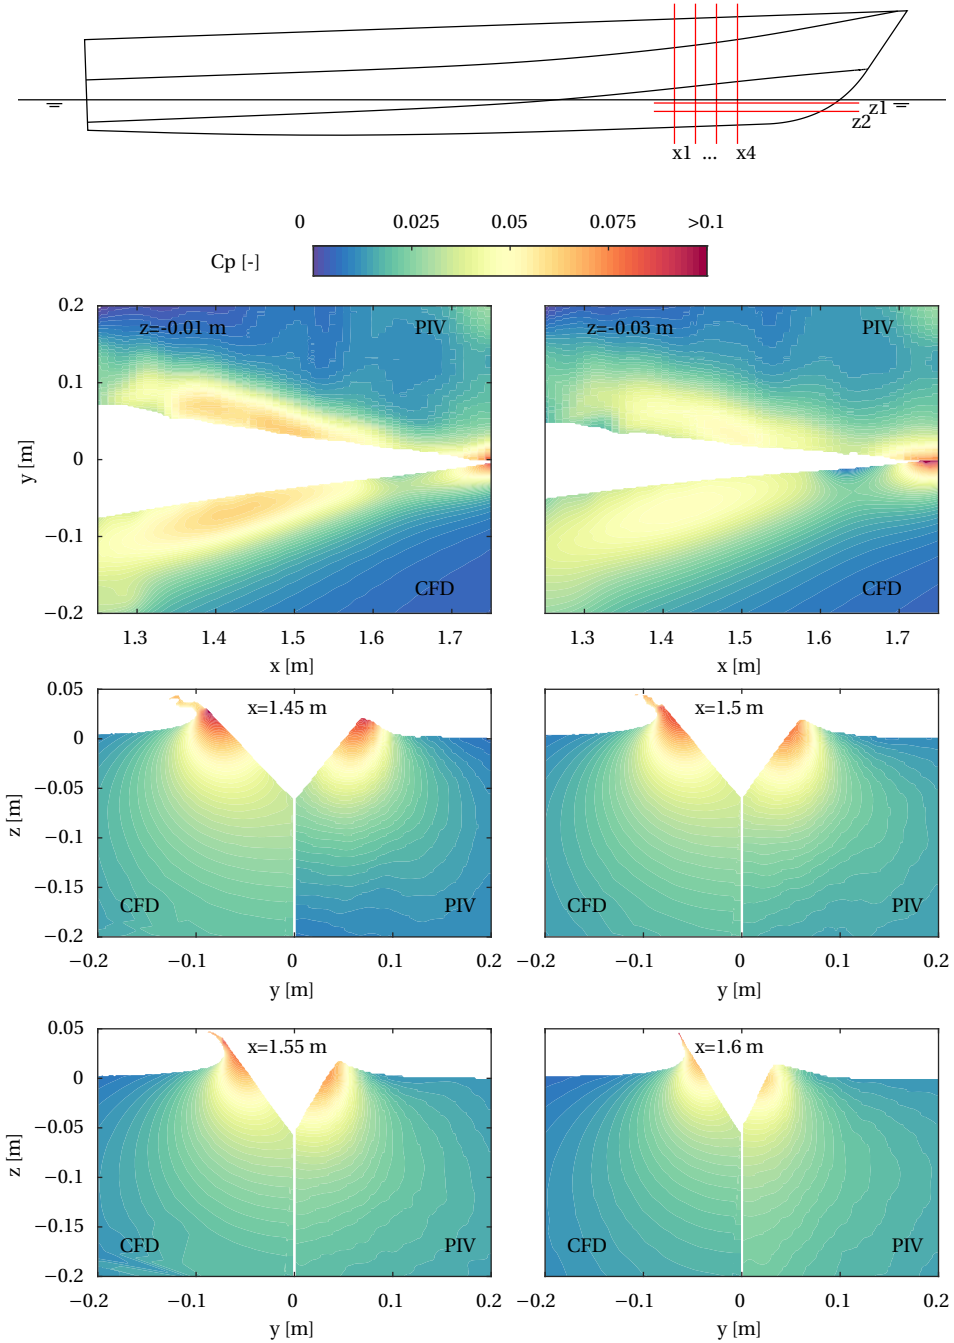 z1
z2
x1 ... x4
0 0.025 0.05 0.075 >0.1
Cp [-]
0.2 z=-0.01 m PIV z=-0.03 m PIV
0.1
0
y [m]
−0.1
CFD CFD
−0.2
1.3 1.4 1.5 1.6 1.7 1.3 1.4 1.5 1.6 1.7
x [m] x [m]
0.05 x=1.45 m x=1.5 m
0
−0.05
z [m]
−0.1
−0.15
CFD PIV CFD PIV
−0.2
−0.2 −0.1 0 0.1 0.2 −0.2 −0.1 0 0.1 0.2
y [m] y [m]
0.05 x=1.55 m x=1.6 m
0
−0.05
z [m]
−0.1
−0.15
CFD PIV CFD PIV
−0.2
−0.2 −0.1 0 0.1 0.2 −0.2 −0.1 0 0.1 0.2
y [m] y [m]